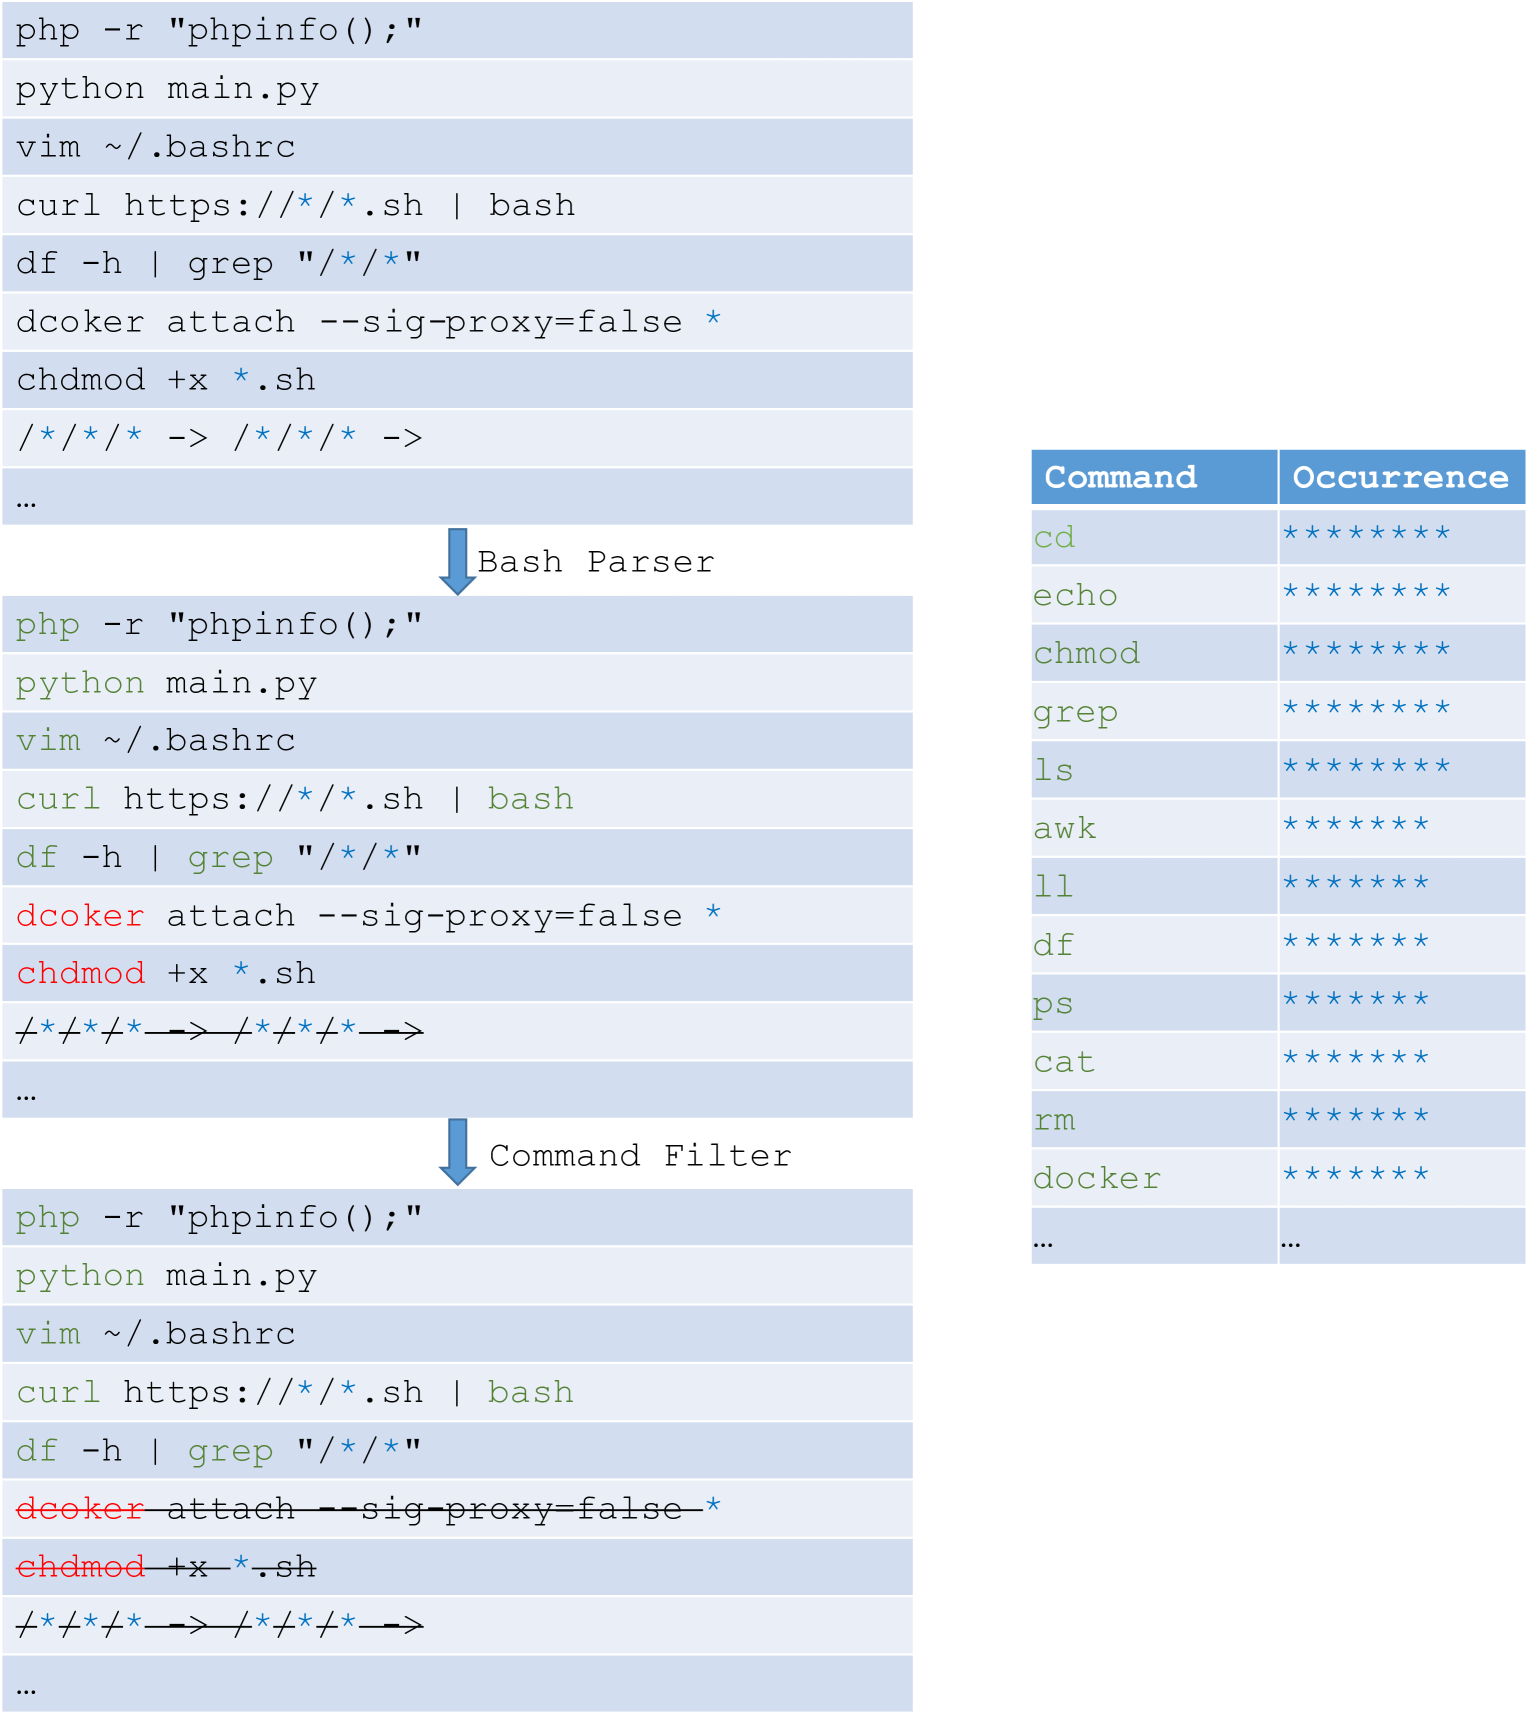 php -r "phpinfo();"
python main.py
vim ~/.bashrc
curl https://*/*.sh | bash
df -h | grep "/*/*"
dcoker attach --sig-proxy=false *
chdmod +x *.sh
/*/*/* -> /*/*/* ->
…
Bash Parser
php -r "phpinfo();"
python main.py
vim ~/.bashrc
curl https://*/*.sh | bash
df -h | grep "/*/*"
dcoker attach --sig-proxy=false *
chdmod +x *.sh
/*/*/* -> /*/*/* ->
…
Command Filter
php -r "phpinfo();"
python main.py
vim ~/.bashrc
curl https://*/*.sh | bash
df -h | grep "/*/*"
dcoker attach --sig-proxy=false *
chdmod +x *.sh
/*/*/* -> /*/*/* ->
…
Command Occurrence
cd ********
echo ********
chmod ********
grep ********
ls ********
awk *******
ll *******
df *******
ps *******
cat *******
rm *******
docker *******
… …